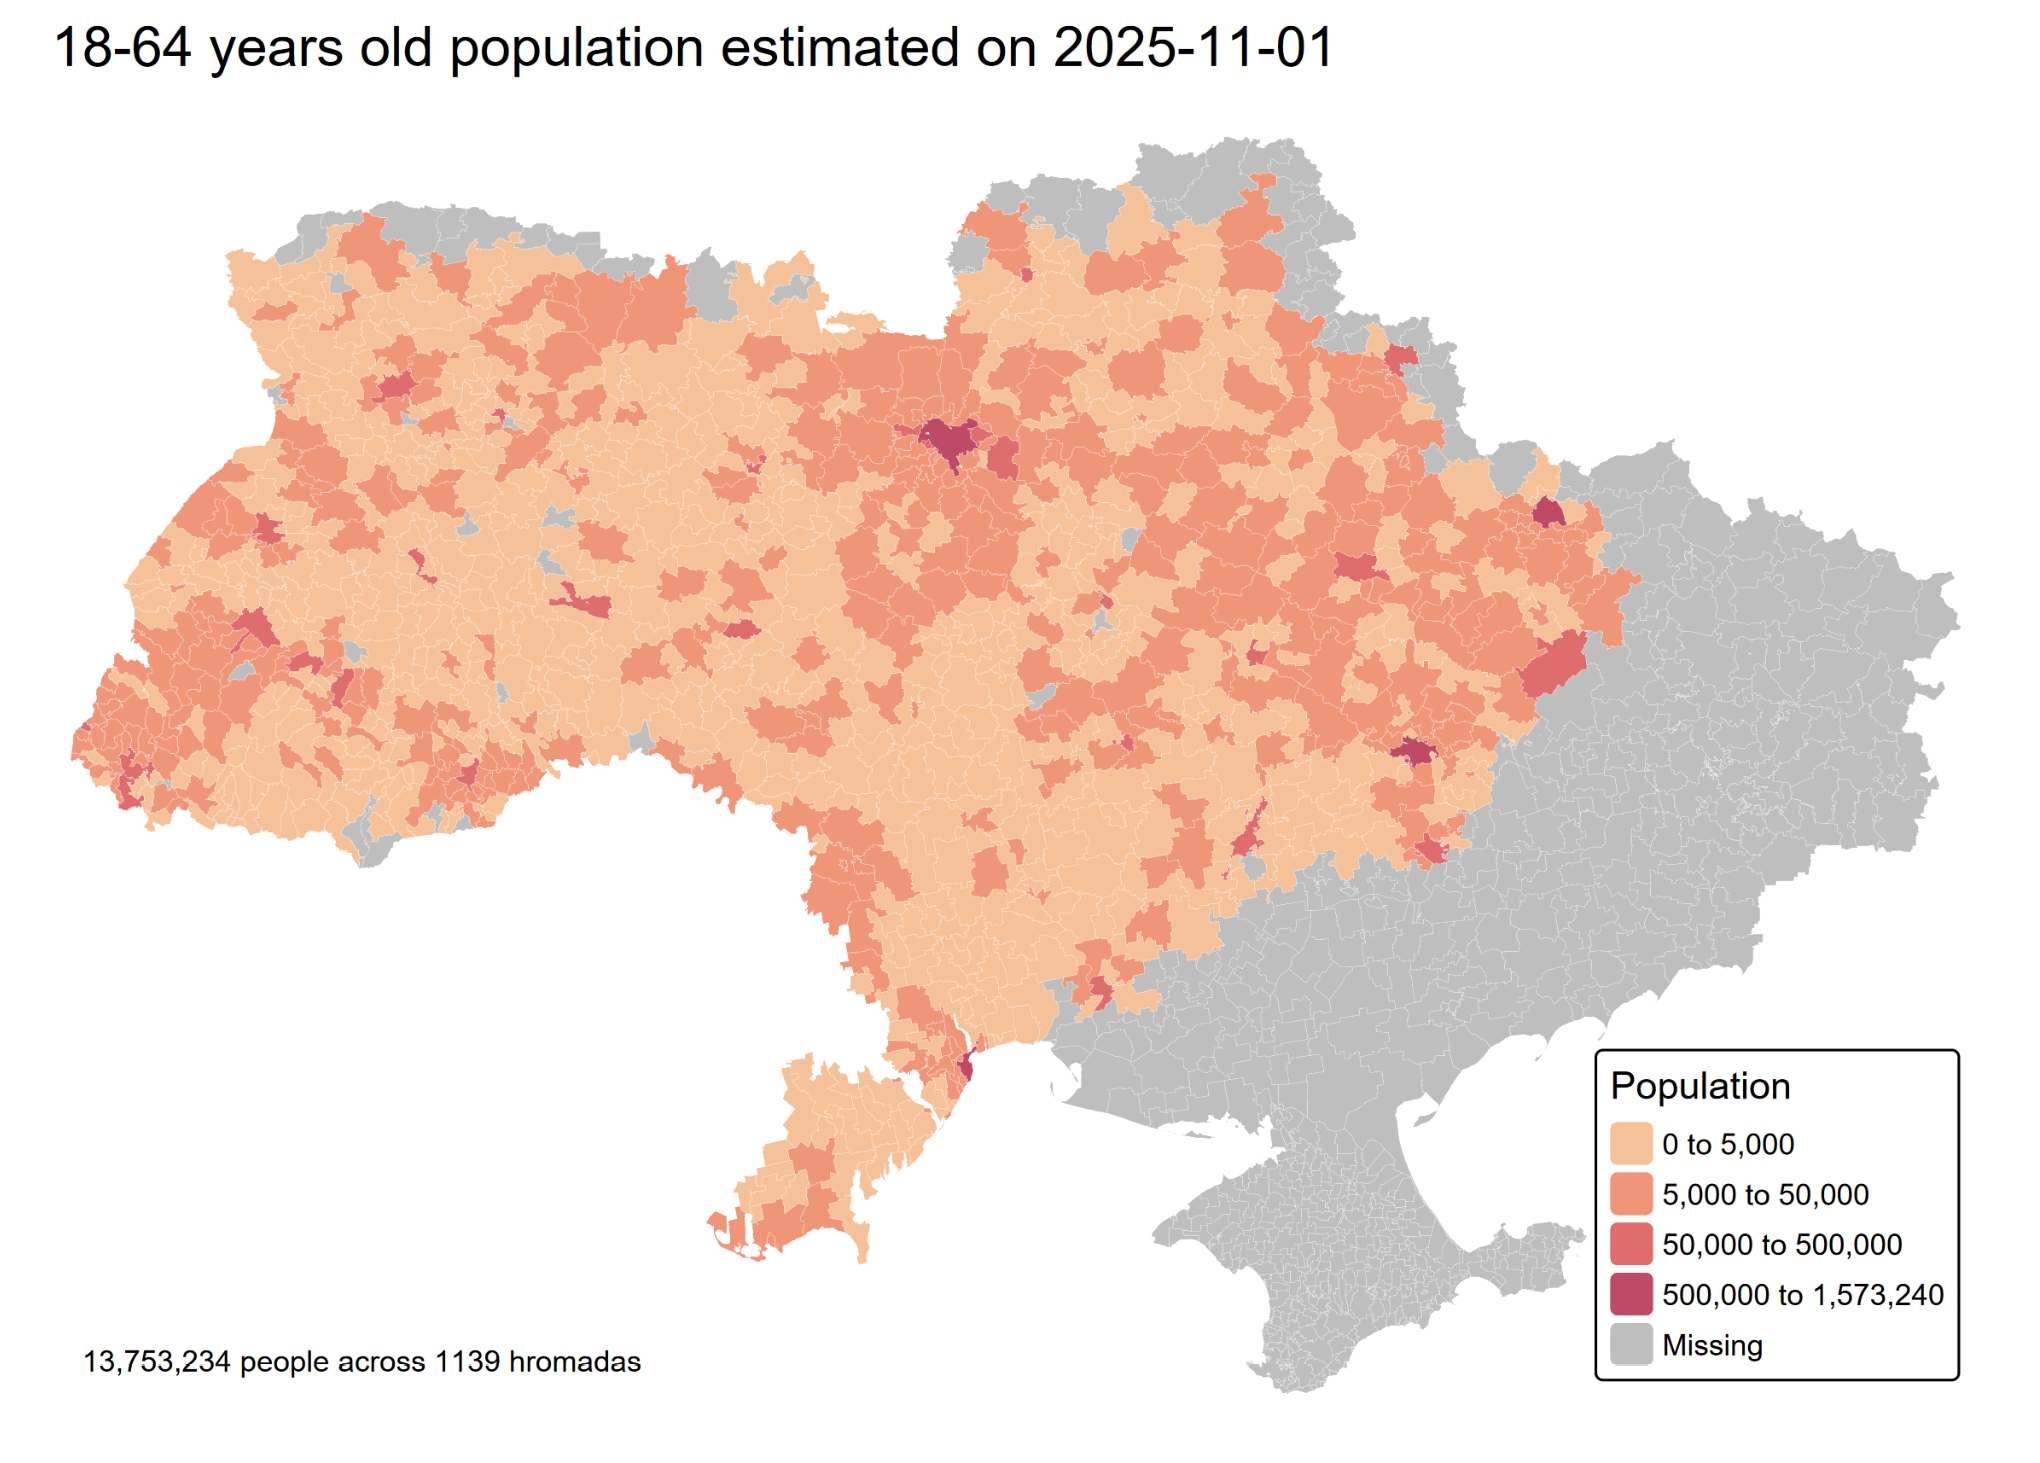 18-64 years old population estimated on 2025-11-01
Population
0 to 5,000
5,000 to 50,000
50,000 to 500,000
500,000 to 1,573,240
Missing
13,753,234 people across 1139 hromadas